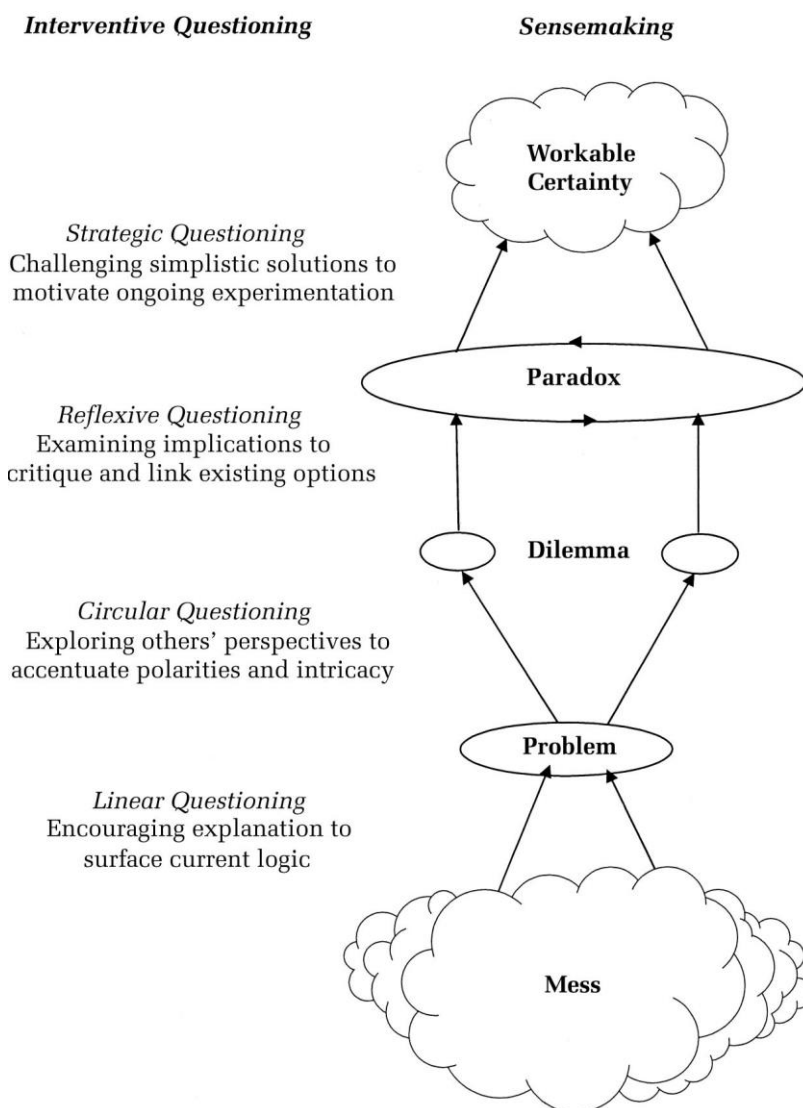 Interventive Questioning
Sensemaking
Workable
Certainty
Strategic Questioning
Challenging simplistic solutions to
motivate ongoing experimentation
Paradox
Reflexive Questioning
Examining implications to
critique and link existing options
Dilemma
Circular Questioning
Exploring others’ perspectives to
accentuate polarities and intricacy
Problem
Linear Questioning
Encouraging explanation to
surface current logic
Mess